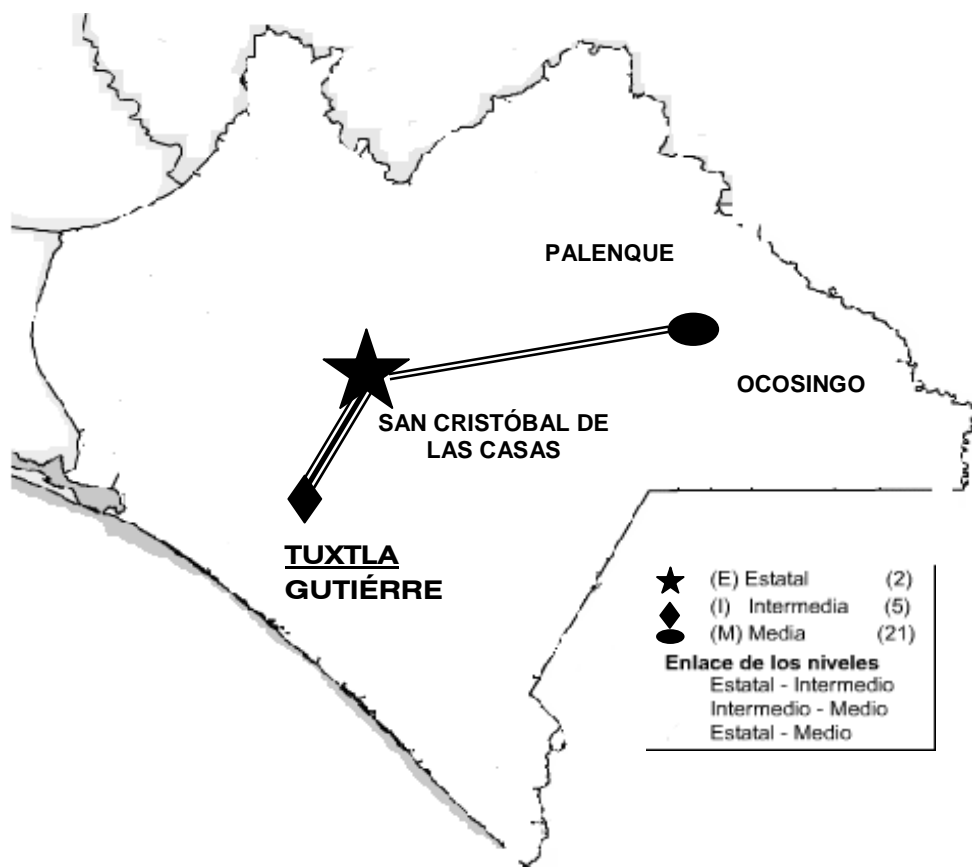 PALENQUE
OCOSINGO
SAN CRISTÓBAL DE
LAS CASAS
TUXTLA
GUTIÉRRE
(E) Estatal (2)
(I) Intermedia (5)
(M) Media (21)
Enlace de los niveles
Estatal - Intermedio
Intermedio - Medio
Estatal - Medio